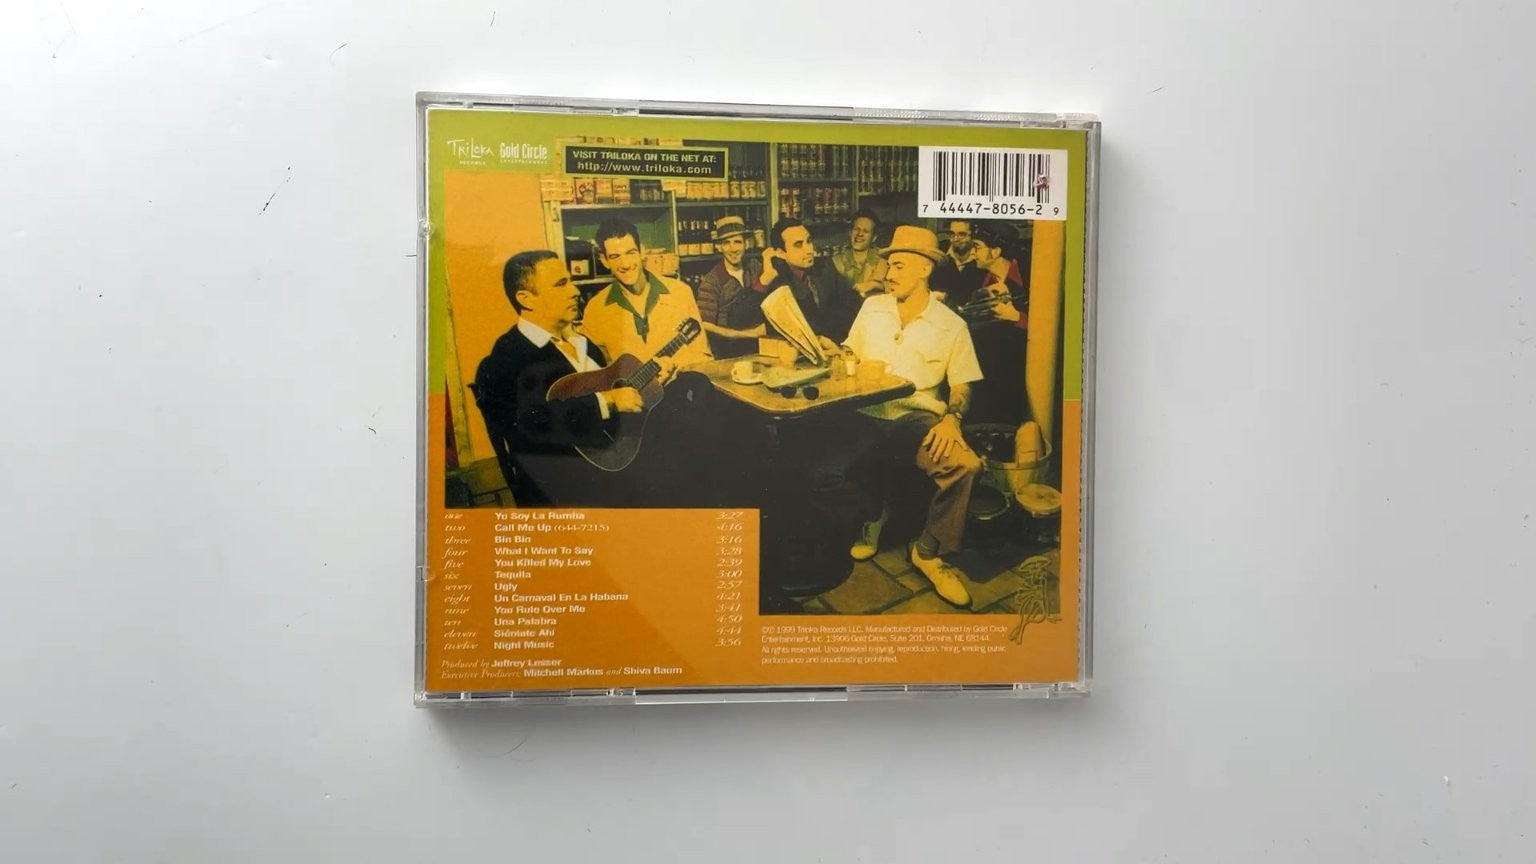 TRILOKA
RECORDS
Gold Circle
ENTERTAINMENT
VISIT TRILOKA ON THE NET AT:
http://www.triloka.com
7 44447-8056-2 9
one Yo Soy La Rumba 3:27
two Call Me Up (644-7215) 4:16
three Bin Bin 3:16
four What I Want To Say 3:28
five You Killed My Love 2:39
six Tequila 3:00
seven Ugly 2:57
eight Un Carnaval En La Habana 4:21
nine You Rule Over Me 3:41
ten Una Palabra 4:50
eleven Siéntate Ahí 4:44
twelve Night Music 3:56
Produced by Jeffrey Lesser
Executive Producers: Mitchell Markus and Shiva Baum
℗© 1999 Triloka Records LLC. Manufactured and Distributed by Gold Circle
Entertainment, Inc. 13906 Gold Circle, Suite 201, Omaha, NE 68144.
All rights reserved. Unauthorized copying, reproduction, hiring, lending public
performance and broadcasting prohibited.